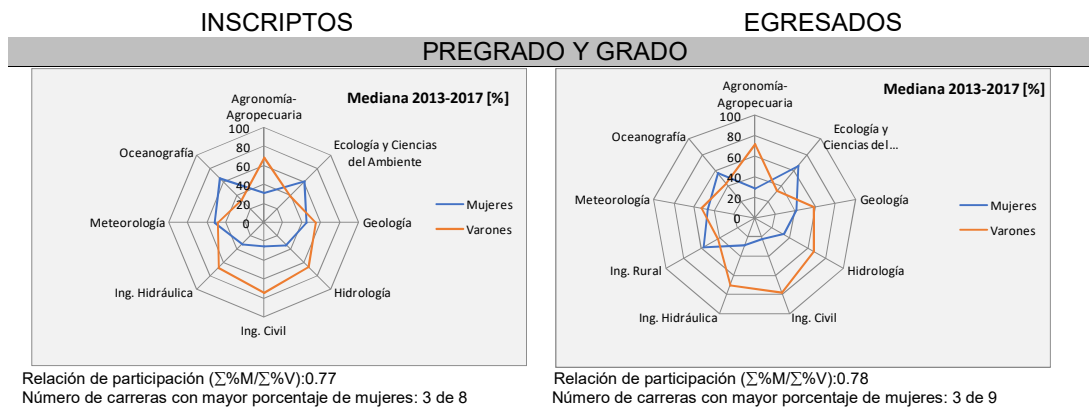 INSCRIPTOS
EGRESADOS
PREGRADO Y GRADO
Mediana 2013-2017 [%]
Agronomía-
Agropecuaria
Ecología y Ciencias
del Ambiente
Geología
Hidrología
Ing. Civil
Ing. Hidráulica
Meteorología
Oceanografía
100
80
60
40
20
0
Mujeres
Varones
Relación de participación (∑%M/∑%V):0.77
Número de carreras con mayor porcentaje de mujeres: 3 de 8
Mediana 2013-2017 [%]
Agronomía-
Agropecuaria
Ecología y
Ciencias del ...
Geología
Hidrología
Ing. Civil
Ing. Hidráulica
Ing. Rural
Meteorología
Oceanografía
100
80
60
40
20
0
Mujeres
Varones
Relación de participación (∑%M/∑%V):0.78
Número de carreras con mayor porcentaje de mujeres: 3 de 9